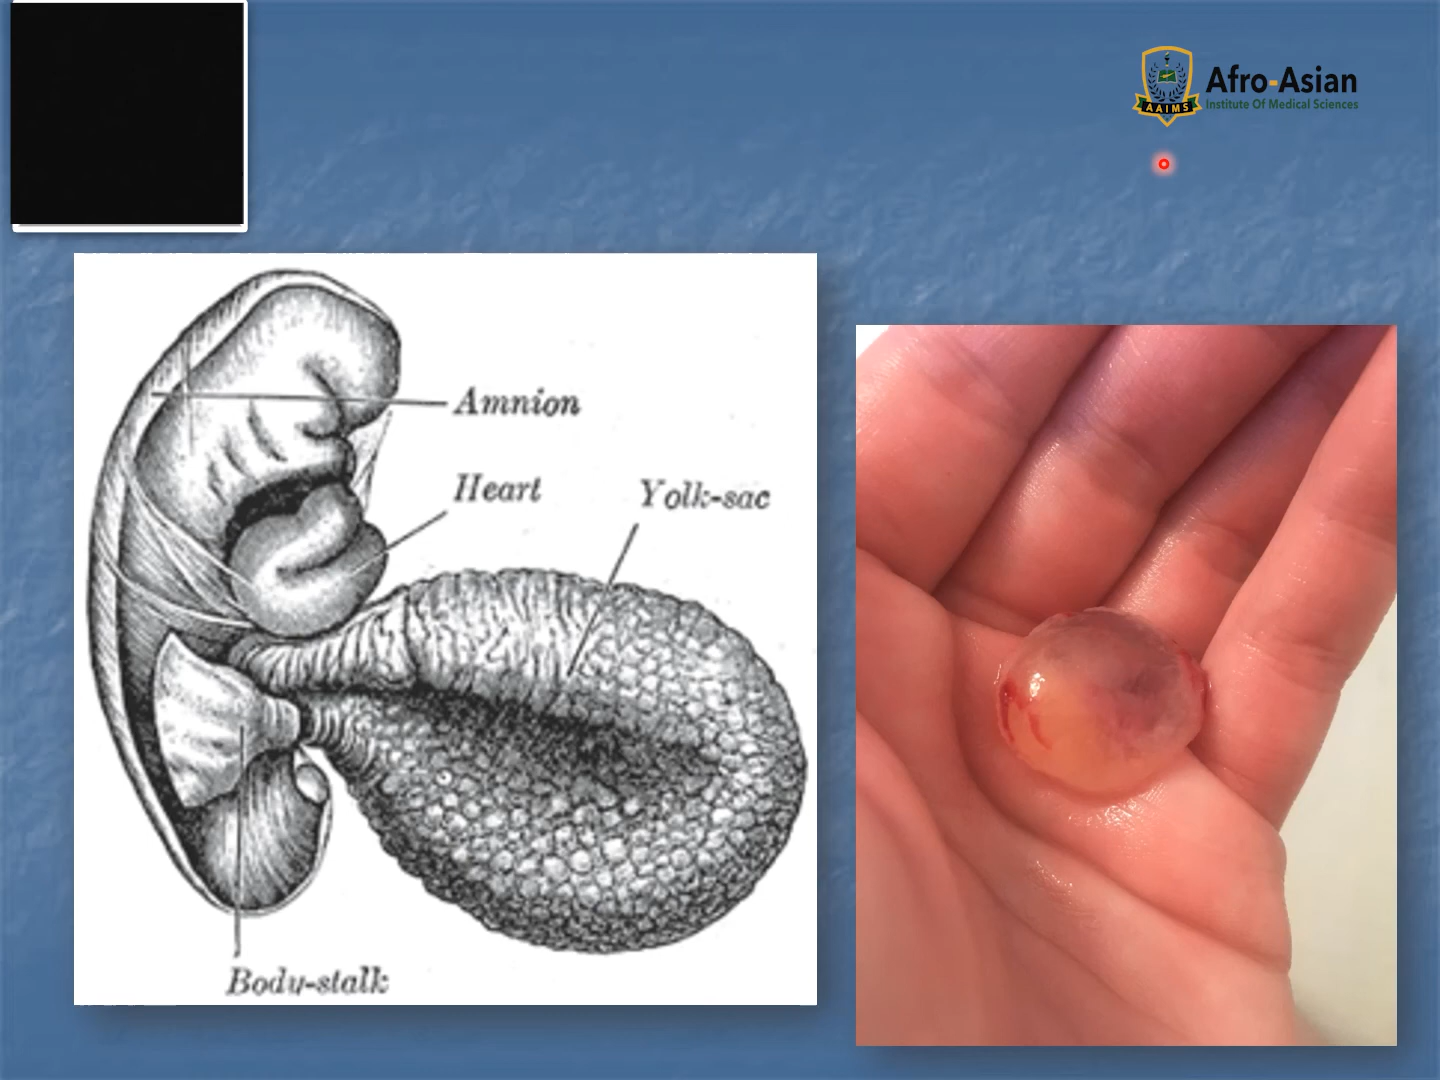 Afro-Asian
Institute Of Medical Sciences
AAIMS
Amnion
Heart
Yolk-sac
Body-stalk